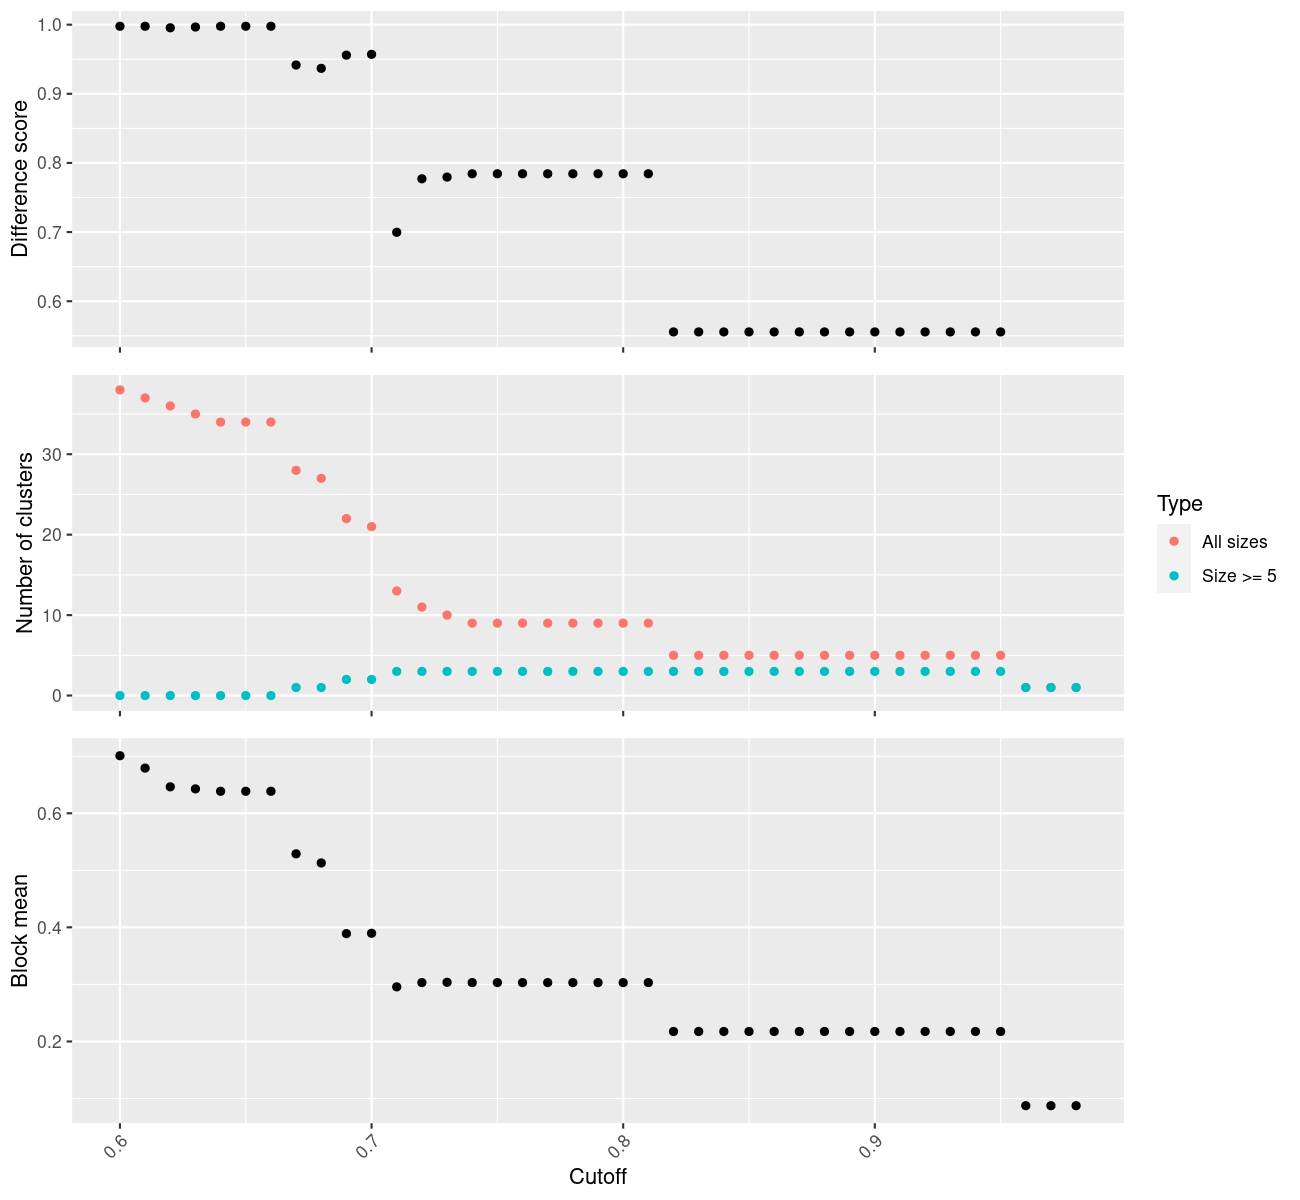 Difference score
1.0
0.9
0.8
0.7
0.6
Number of clusters
30
20
10
0
Type
All sizes
Size >= 5
Block mean
0.6
0.4
0.2
0.6
0.7
0.8
0.9
Cutoff